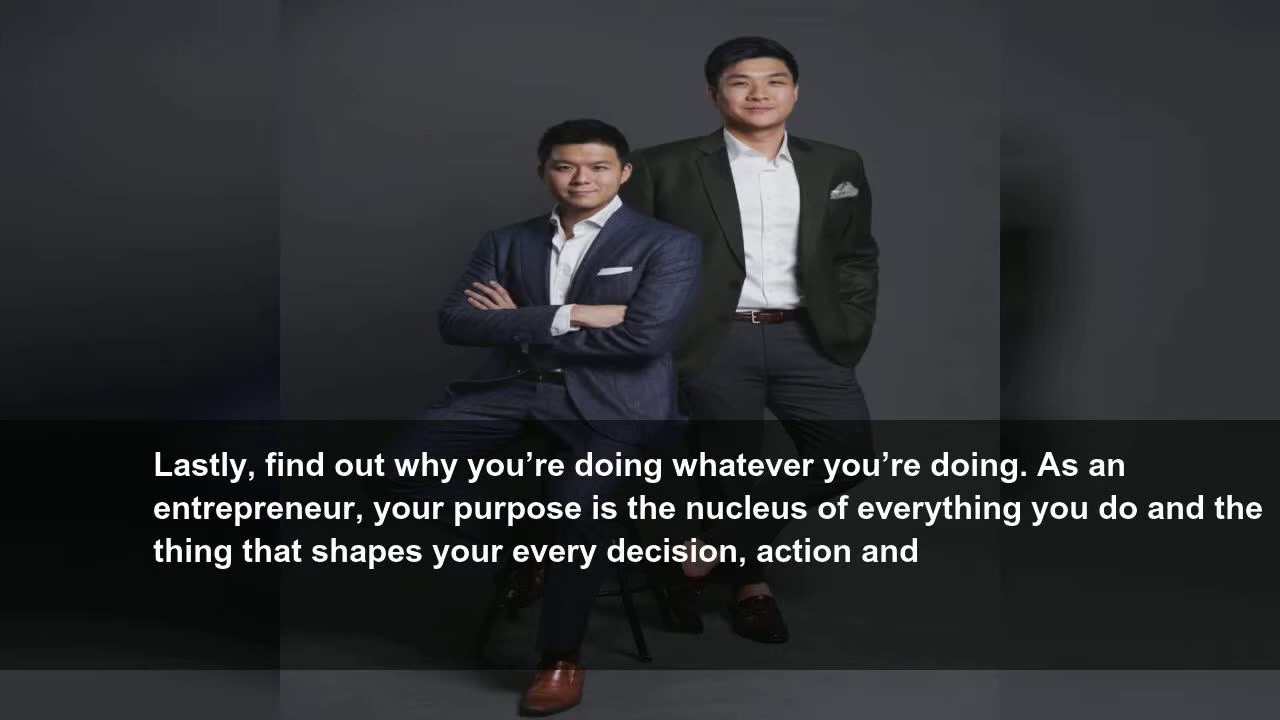 Lastly, find out why you’re doing whatever you’re doing. As an
entrepreneur, your purpose is the nucleus of everything you do and the
thing that shapes your every decision, action and